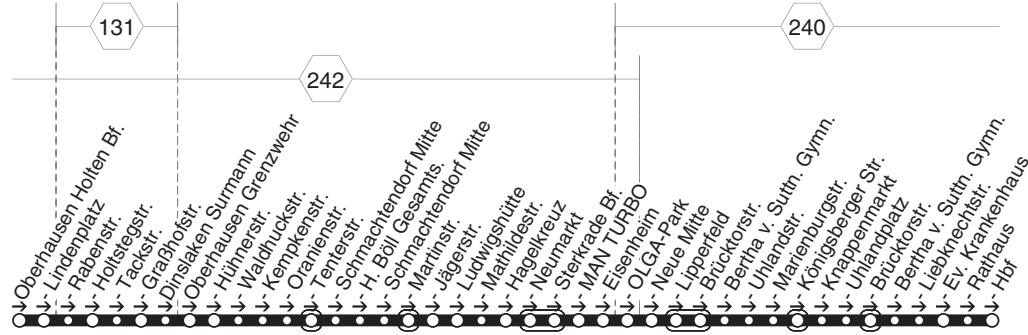 131
240
242
Oberhausen Holten Bf.
Lindenplatz
Rabenstr.
Holtstegstr.
Tackstr.
Graßhofstr.
Dinslaken Surmann
Oberhausen Grenzwehr
Hühnerstr.
Waldhuckstr.
Kempkenstr.
Oranienstr.
Tenterstr.
Schmachtendorf Mitte
H. Böll Gesamts.
Schmachtendorf Mitte
Martinstr.
Jägerstr.
Ludwigshütte
Mathildestr.
Hagelkreuz
Neumarkt
Sterkrade Bf.
MAN TURBO
Eisenheim
OLGA-Park
Neue Mitte
Lipperfeld
Brücktorstr.
Bertha v. Suttn. Gymn.
Uhlandstr.
Marienburgstr.
Königsberger Str.
Knappenmarkt
Uhlandplatz
Brücktorstr.
Bertha v. Suttn. Gymn.
Liebknechtstr.
Ev. Krankenhaus
Rathaus
Hbf